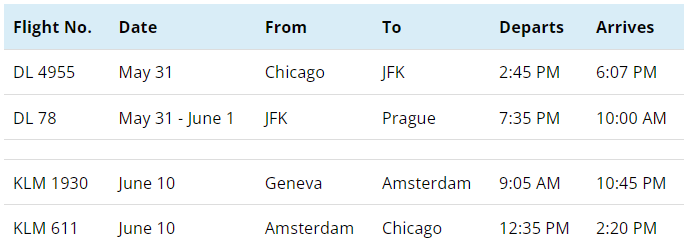 Flight No. Date From To Departs Arrives
DL 4955 May 31 Chicago JFK 2:45 PM 6:07 PM
DL 78 May 31 - June 1 JFK Prague 7:35 PM 10:00 AM
KLM 1930 June 10 Geneva Amsterdam 9:05 AM 10:45 PM
KLM 611 June 10 Amsterdam Chicago 12:35 PM 2:20 PM